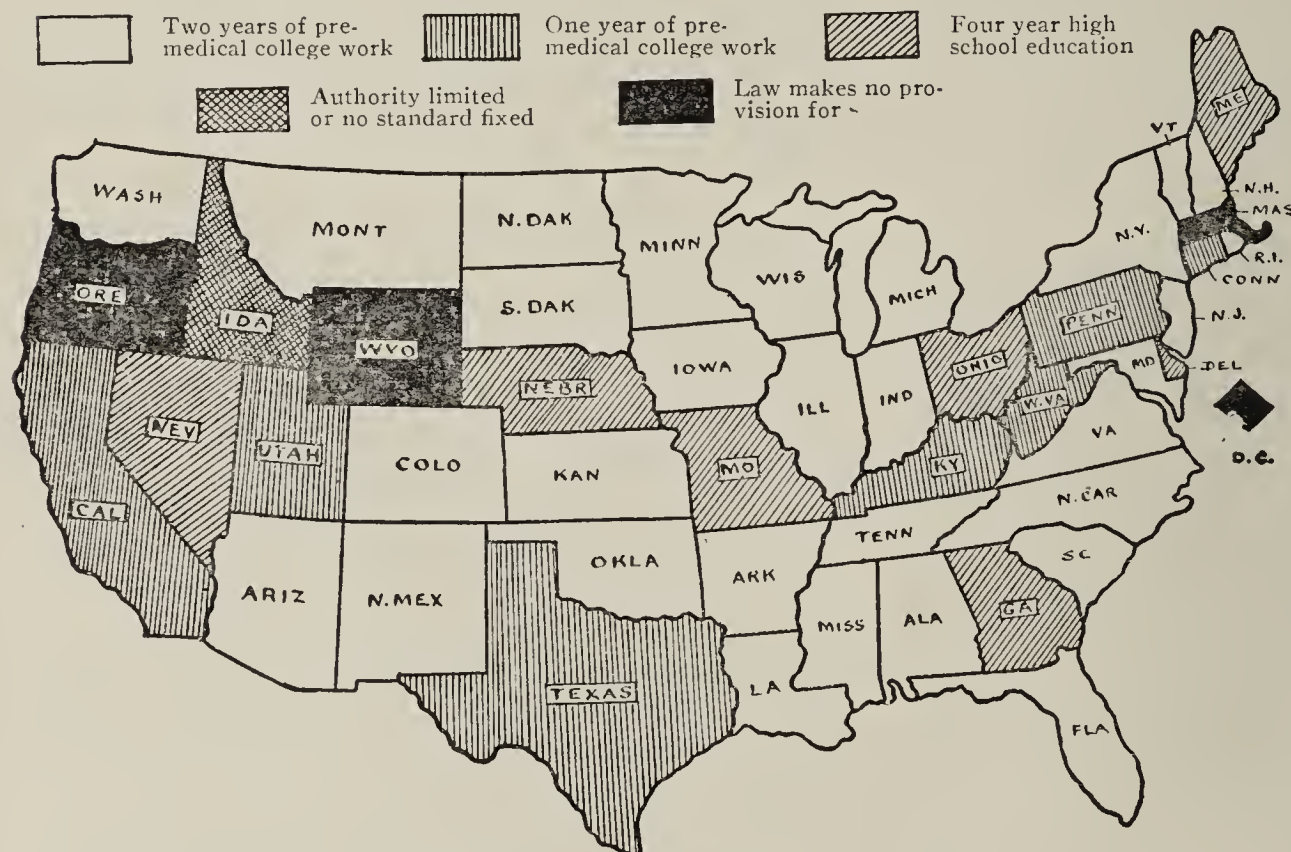 Two years of pre-
medical college work
One year of pre-
medical college work
Four year high
school education
Authority limited
or no standard fixed
Law makes no pro-
vision for -
ME
VT
WASH
N.H.
MONT
N. DAK
MINN
MAS
N.Y.
WIS
R.I.
ORE
MICH
CONN
IDA
S. DAK
N.J.
PENN
WYO
IOWA
OHIO
MD
DEL
NEBR
ILL
IND
W.VA
NEV
VA
UTAH
COLO
KAN
MO
KY
D.C.
N.CAR
CAL
TENN
OKLA
SC
ARK
ARIZ
N.MEX
GA
MISS
ALA
TEXAS
LA
FLA